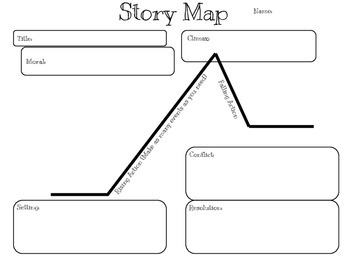 Story Map
Name:
Title:
Climax:
Moral:
Rising Action (Make as many events as you need)
Falling Action
Conflict:
Setting:
Resolution: